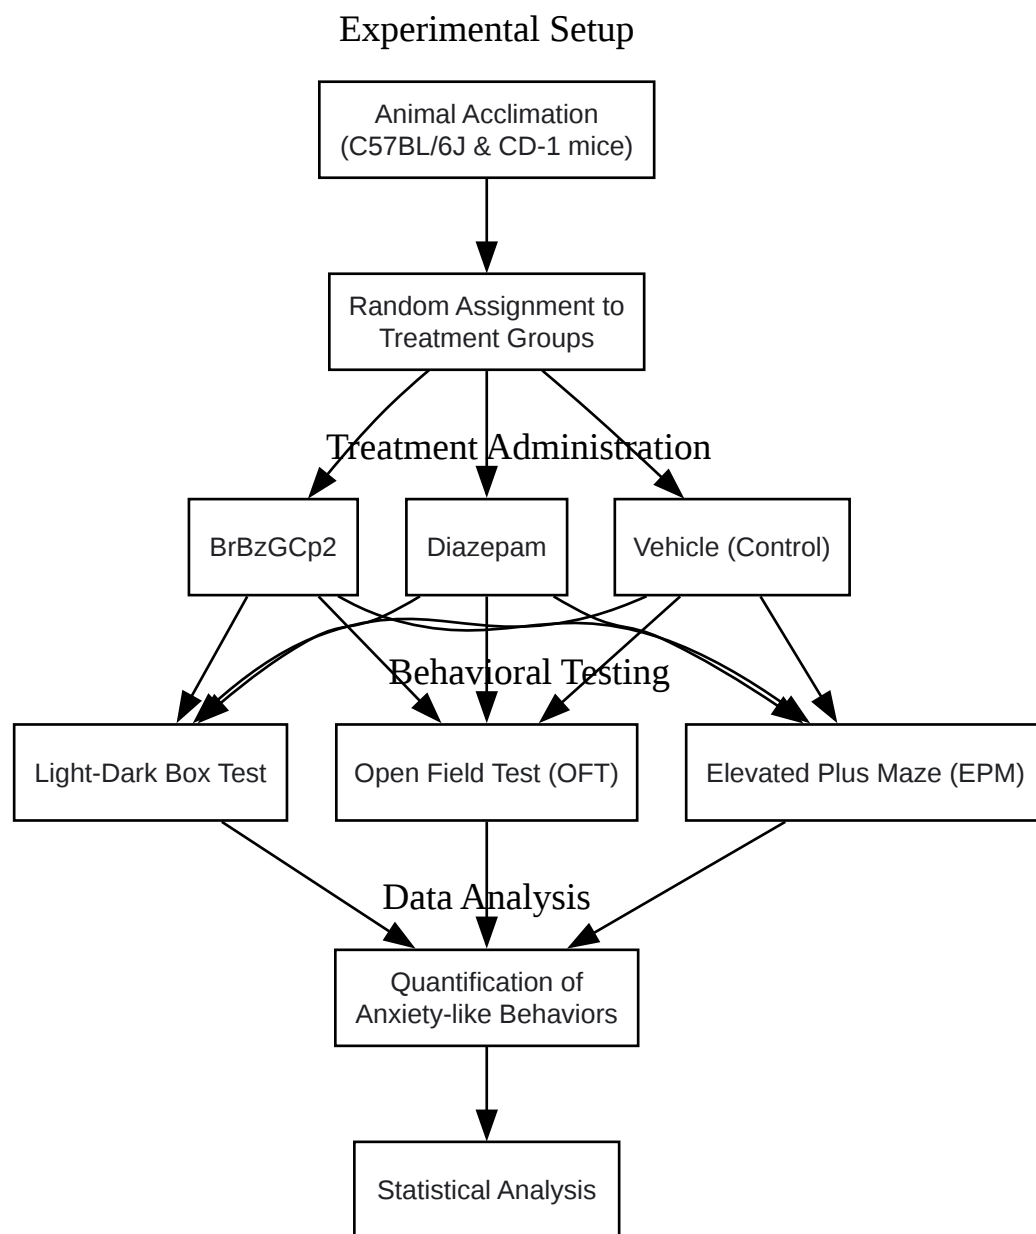 Experimental Setup
Animal Acclimation
(C57BL/6J & CD-1 mice)
Random Assignment to
Treatment Groups
Treatment Administration
BrBzGCp2
Diazepam
Vehicle (Control)
Behavioral Testing
Light-Dark Box Test
Open Field Test (OFT)
Elevated Plus Maze (EPM)
Data Analysis
Quantification of
Anxiety-like Behaviors
Statistical Analysis